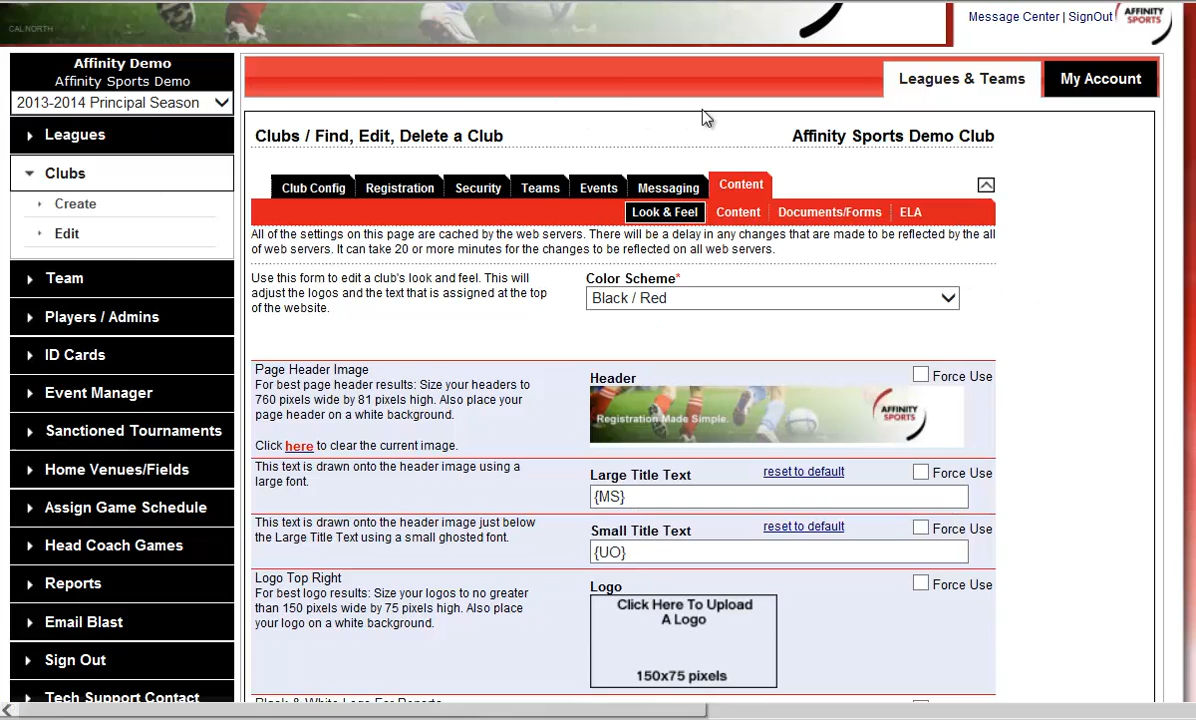 CAL NORTH
Message Center | SignOut
AFFINITY
SPORTS
Affinity Demo
Affinity Sports Demo
2013-2014 Principal Season
Leagues & Teams
My Account
Leagues
Clubs
Create
Edit
Team
Players / Admins
ID Cards
Event Manager
Sanctioned Tournaments
Home Venues/Fields
Assign Game Schedule
Head Coach Games
Reports
Email Blast
Sign Out
Tech Support Contact
Clubs / Find, Edit, Delete a Club
Affinity Sports Demo Club
Club Config
Registration
Security
Teams
Events
Messaging
Content
Look & Feel
Content
Documents/Forms
ELA
All of the settings on this page are cached by the web servers. There will be a delay in any changes that are made to be reflected by the all
of web servers. It can take 20 or more minutes for the changes to be reflected on all web servers.
Use this form to edit a club's look and feel. This will
adjust the logos and the text that is assigned at the top
of the website.
Color Scheme*
Black / Red
Page Header Image
For best page header results: Size your headers to
760 pixels wide by 81 pixels high. Also place your
page header on a white background.
Click here to clear the current image.
Header
Force Use
Registration Made Simple.
AFFINITY
SPORTS
This text is drawn onto the header image using a
large font.
Large Title Text
reset to default
Force Use
{MS}
This text is drawn onto the header image just below
the Large Title Text using a small ghosted font.
Small Title Text
reset to default
Force Use
{UO}
Logo Top Right
For best logo results: Size your logos to no greater
than 150 pixels wide by 75 pixels high. Also place
your logo on a white background.
Logo
Force Use
Click Here To Upload
A Logo
150x75 pixels
Black & White Logo For Reports